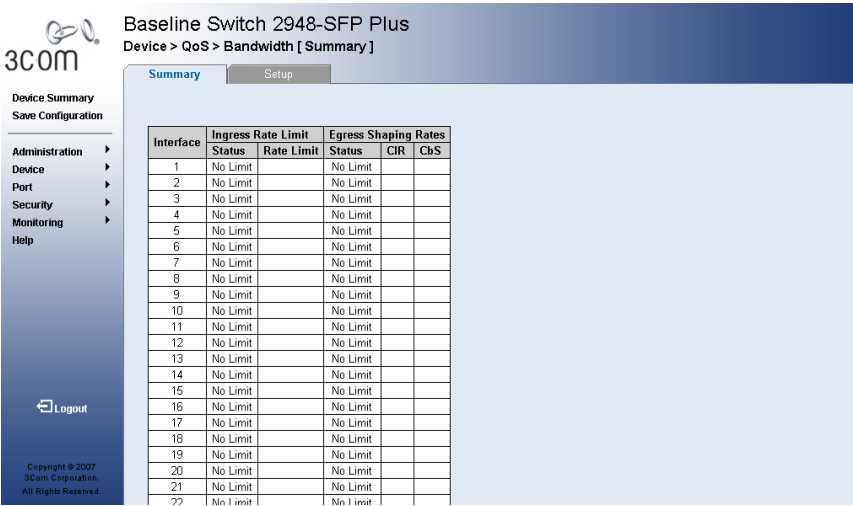 Baseline Switch 2948-SFP Plus
Device > QoS > Bandwidth [ Summary ]
3COM
Summary Setup
Device Summary
Save Configuration
Administration
Device
Port
Security
Monitoring
Help
Logout
Copyright © 2007
3Com Corporation.
All Rights Reserved.
Interface Ingress Rate Limit Egress Shaping Rates
Status Rate Limit Status CIR CbS
1 No Limit No Limit
2 No Limit No Limit
3 No Limit No Limit
4 No Limit No Limit
5 No Limit No Limit
6 No Limit No Limit
7 No Limit No Limit
8 No Limit No Limit
9 No Limit No Limit
10 No Limit No Limit
11 No Limit No Limit
12 No Limit No Limit
13 No Limit No Limit
14 No Limit No Limit
15 No Limit No Limit
16 No Limit No Limit
17 No Limit No Limit
18 No Limit No Limit
19 No Limit No Limit
20 No Limit No Limit
21 No Limit No Limit
22 No Limit No Limit